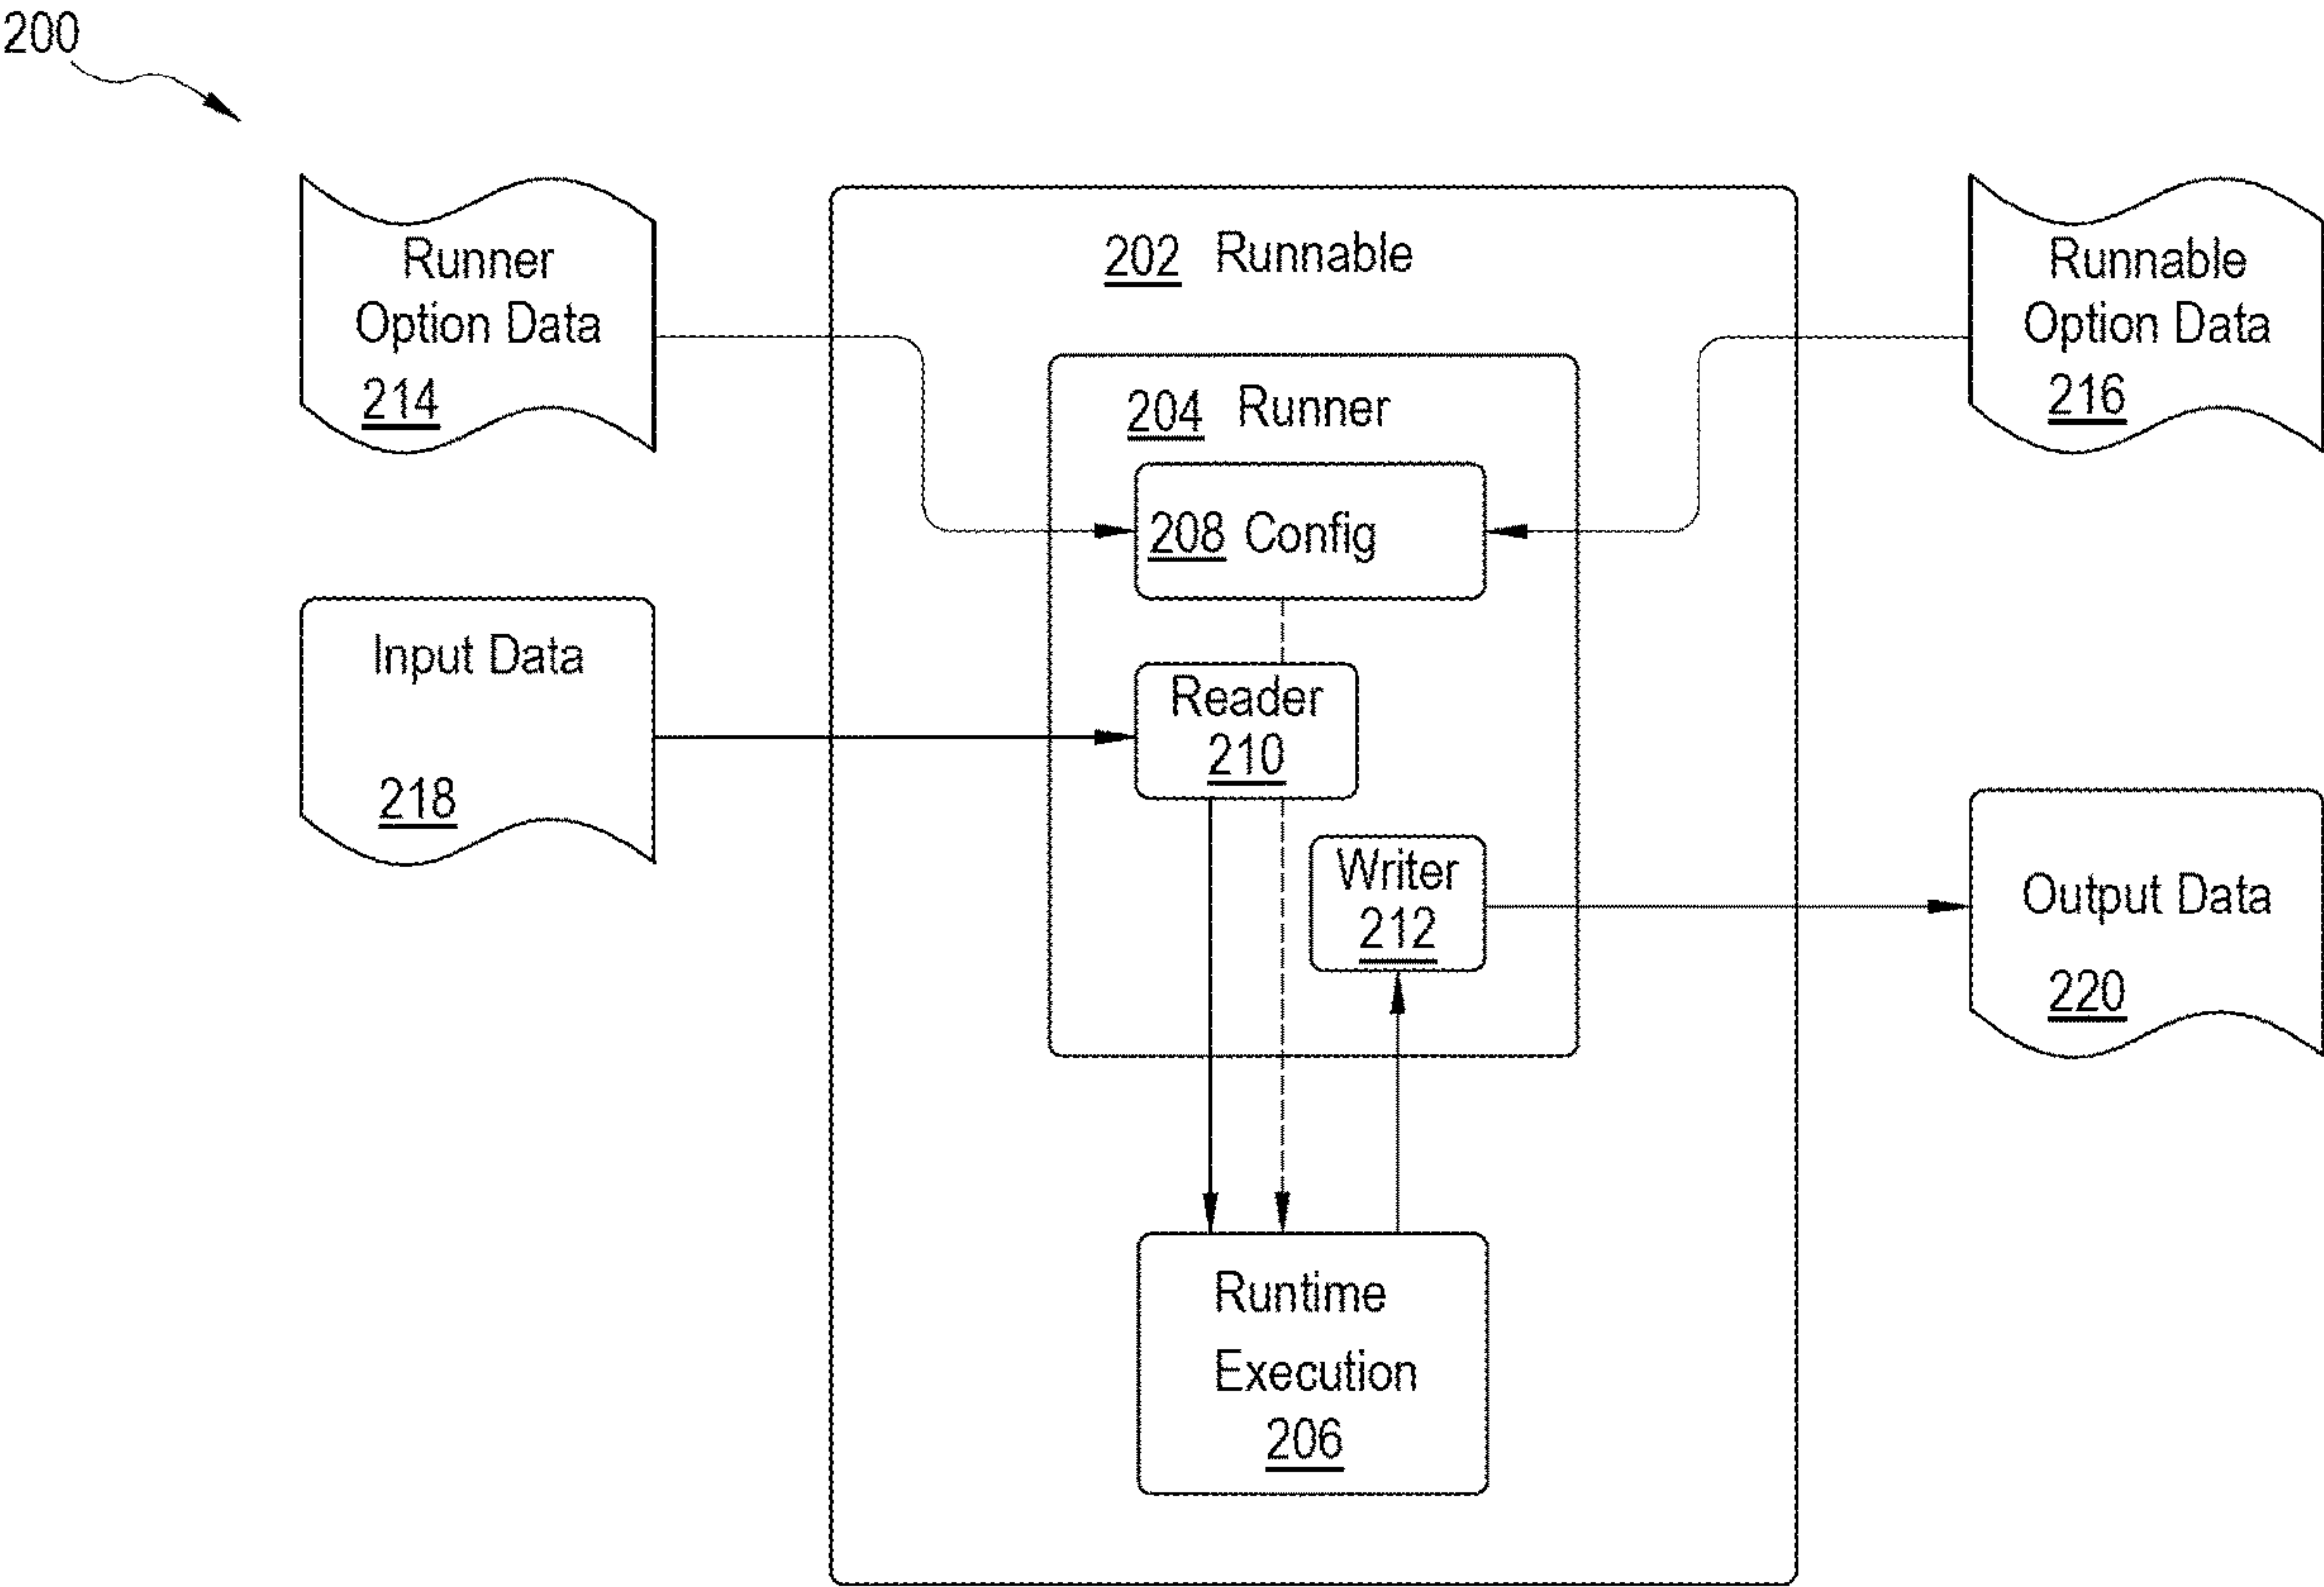 200
Runner
Option Data
214
202 Runnable
Runnable
Option Data
216
204 Runner
208 Config
Input Data
218
Reader
210
Writer
212
Output Data
220
Runtime
Execution
206